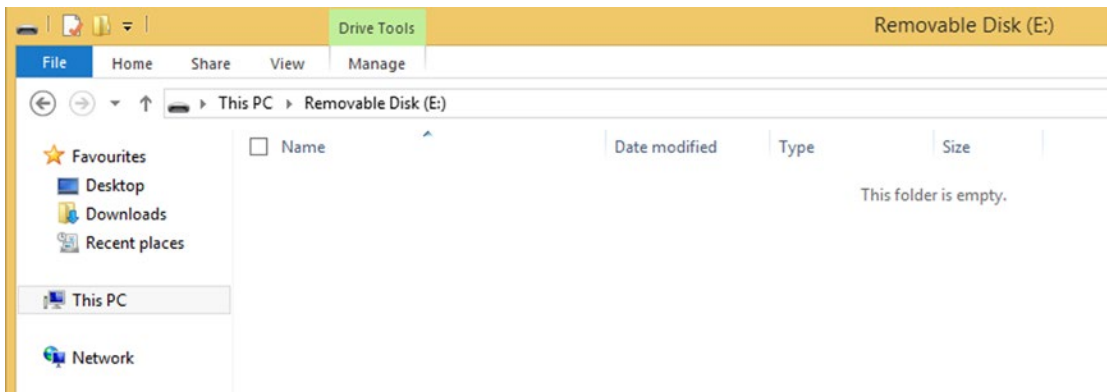 Drive Tools
Removable Disk (E:)
File Home Share View Manage
This PC Removable Disk (E:)
Name Date modified Type Size
This folder is empty.
Favourites
Desktop
Downloads
Recent places
This PC
Network